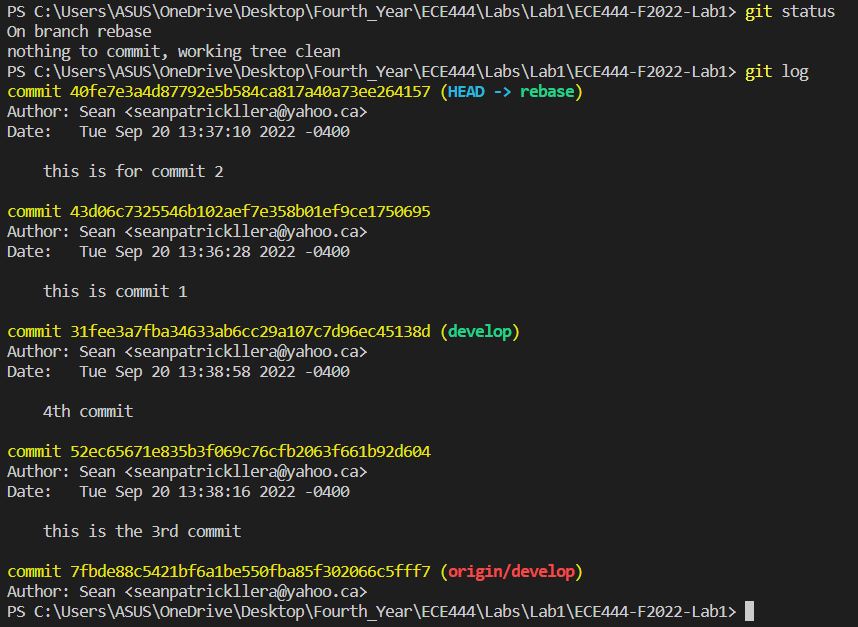 PS C:\Users\ASUS\OneDrive\Desktop\Fourth_Year\ECE444\Labs\Lab1\ECE444-F2022-Lab1> git status
On branch rebase
nothing to commit, working tree clean
PS C:\Users\ASUS\OneDrive\Desktop\Fourth_Year\ECE444\Labs\Lab1\ECE444-F2022-Lab1> git log
commit 40fe7e3a4d87792e5b584ca817a40a73ee264157 (HEAD -> rebase)
Author: Sean <seanpatrickllera@yahoo.ca>
Date:   Tue Sep 20 13:37:10 2022 -0400
    this is for commit 2
commit 43d06c7325546b102aef7e358b01ef9ce1750695
Author: Sean <seanpatrickllera@yahoo.ca>
Date:   Tue Sep 20 13:36:28 2022 -0400
    this is commit 1
commit 31fee3a7fba34633ab6cc29a107c7d96ec45138d (develop)
Author: Sean <seanpatrickllera@yahoo.ca>
Date:   Tue Sep 20 13:38:58 2022 -0400
    4th commit
commit 52ec65671e835b3f069c76cfb2063f661b92d604
Author: Sean <seanpatrickllera@yahoo.ca>
Date:   Tue Sep 20 13:38:16 2022 -0400
    this is the 3rd commit
commit 7fbde88c5421bf6a1be550fba85f302066c5fff7 (origin/develop)
Author: Sean <seanpatrickllera@yahoo.ca>
PS C:\Users\ASUS\OneDrive\Desktop\Fourth_Year\ECE444\Labs\Lab1\ECE444-F2022-Lab1>